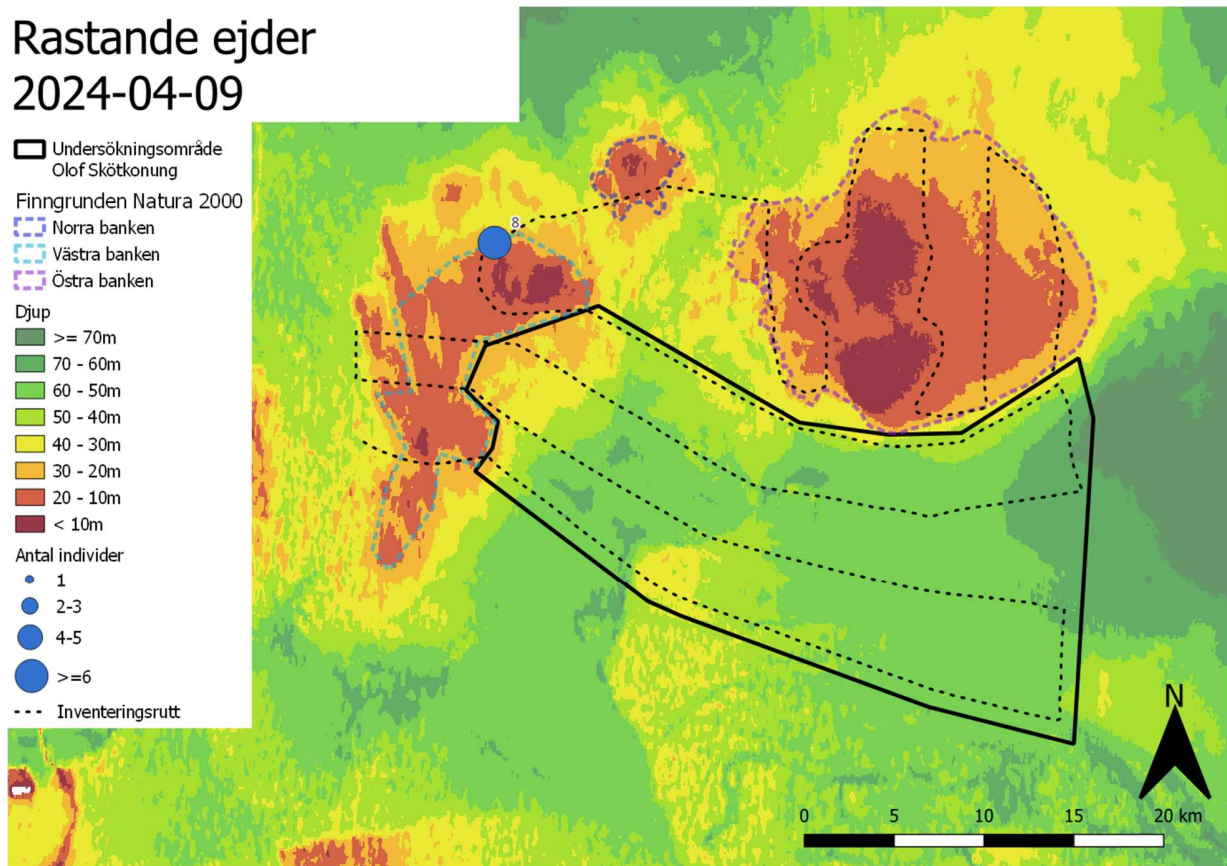 Rastande ejder
2024-04-09
Undersökningsområde
Olof Skötkonung
Finngrunden Natura 2000
Norra banken
Västra banken
Östra banken
Djup
>= 70m
70 - 60m
60 - 50m
50 - 40m
40 - 30m
30 - 20m
20 - 10m
< 10m
Antal individer
1
2-3
4-5
>=6
Inventeringsrutt
8
N
0 5 10 15 20 km